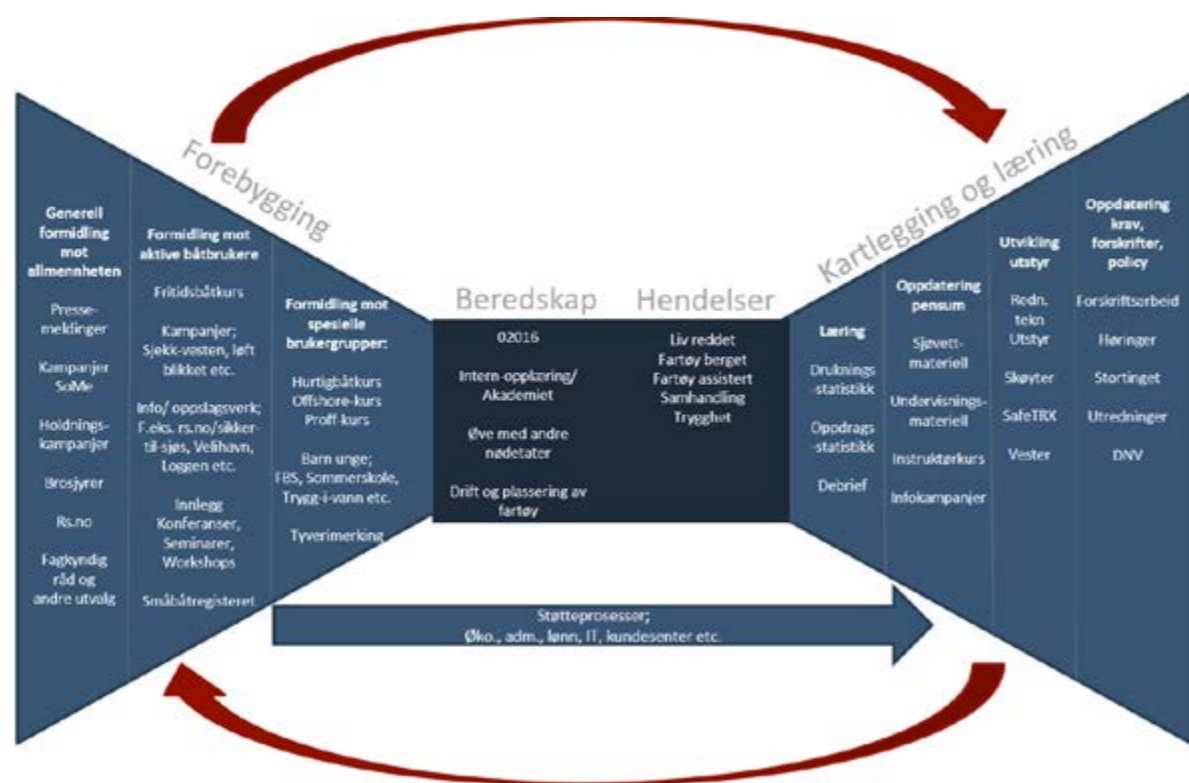 Forebygging
Generell
formidling
mot
allmennheten
Presse-
meldinger
Kampanjer
SoMe
Holdnings-
kampanjer
Brosjyrer
Rs.no
Fagkyndig
råd og
andre utvalg
Formidling mot
aktive båtbrukere
Fritidsbåtkurs
Kampanjer;
Sjekk-vesten, løft
blikket etc.
Info/ oppslagsverk;
F.eks. rs.no/sikker-
til-sjøs, Velihavn,
Loggen etc.
Innlegg
Konferanser,
Seminarer,
Workshops
Småbåtregisteret
Formidling mot
spesielle
brukergrupper:
Hurtigbåtkurs
Offshore-kurs
Proff-kurs
Barn unge;
FBS, Sommerskole,
Trygg-i-vann etc.
Tyverimerking
Beredskap
02016
Intern-opplæring/
Akademiet
Øve med andre
nødetater
Drift og plassering av
fartøy
Hendelser
Liv reddet
Fartøy berget
Fartøy assistert
Samhandling
Trygghet
Kartlegging og læring
Læring
Druknings
statistikk
Oppdrags
-statistikk
Debrief
Oppdatering
pensum
Sjøvett-
materiell
Undervisnings-
materiell
Instruktørkurs
Infokampanjer
Utvikling
utstyr
Redn.
tekn
Utstyr
Skøyter
SafeTRX
Vester
Oppdatering
krav,
forskrifter,
policy
Forskriftsarbeid
Høringer
Stortinget
Utredninger
DNV
Støtteprosesser;
Øko., adm., lønn, IT, kundesenter etc.